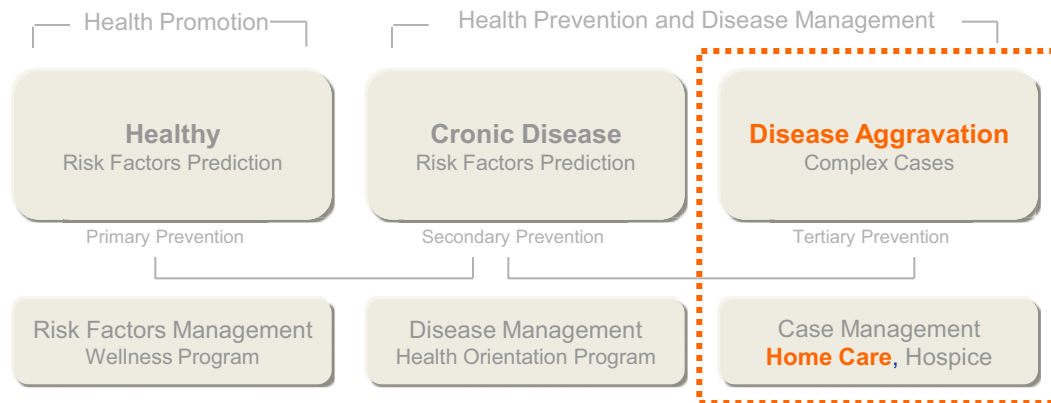 Health Promotion
Health Prevention and Disease Management
Healthy
Risk Factors Prediction
Cronic Disease
Risk Factors Prediction
Disease Aggravation
Complex Cases
Primary Prevention
Secondary Prevention
Tertiary Prevention
Risk Factors Management
Wellness Program
Disease Management
Health Orientation Program
Case Management
Home Care, Hospice